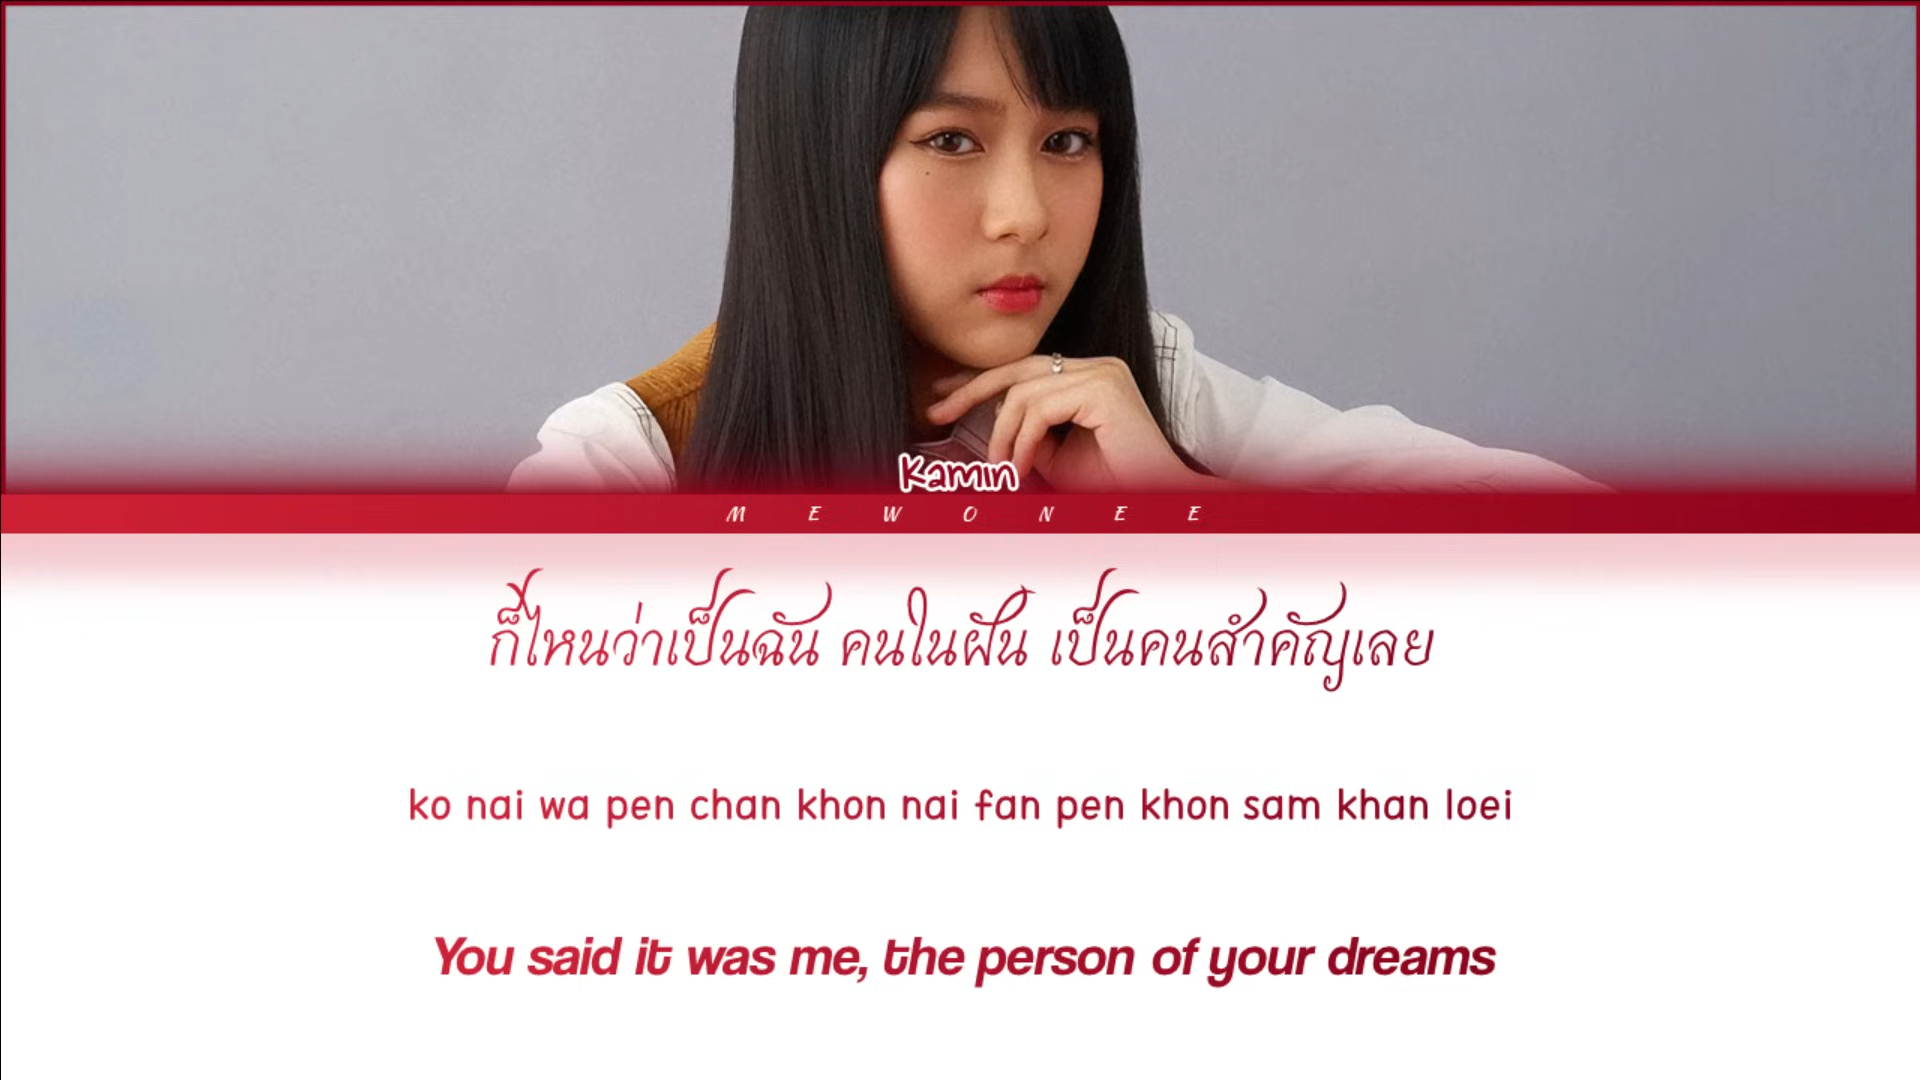 Kamin
MEWONEE
ก็ไหนว่าเป็นฉัน คนในฝัน เป็นคนสำคัญเลย
ko nai wa pen chan khon nai fan pen khon sam khan loei
You said it was me, the person of your dreams